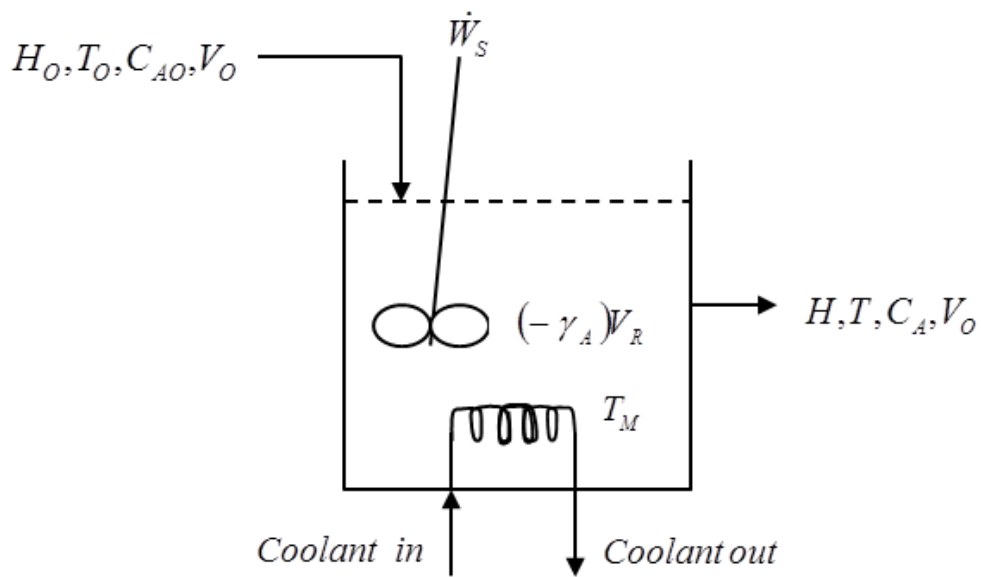 Ẇ_S
H_O,T_O,C_AO,V_O
(-γ_A)V_R
H,T,C_A,V_O
T_M
Coolant in
Coolant out